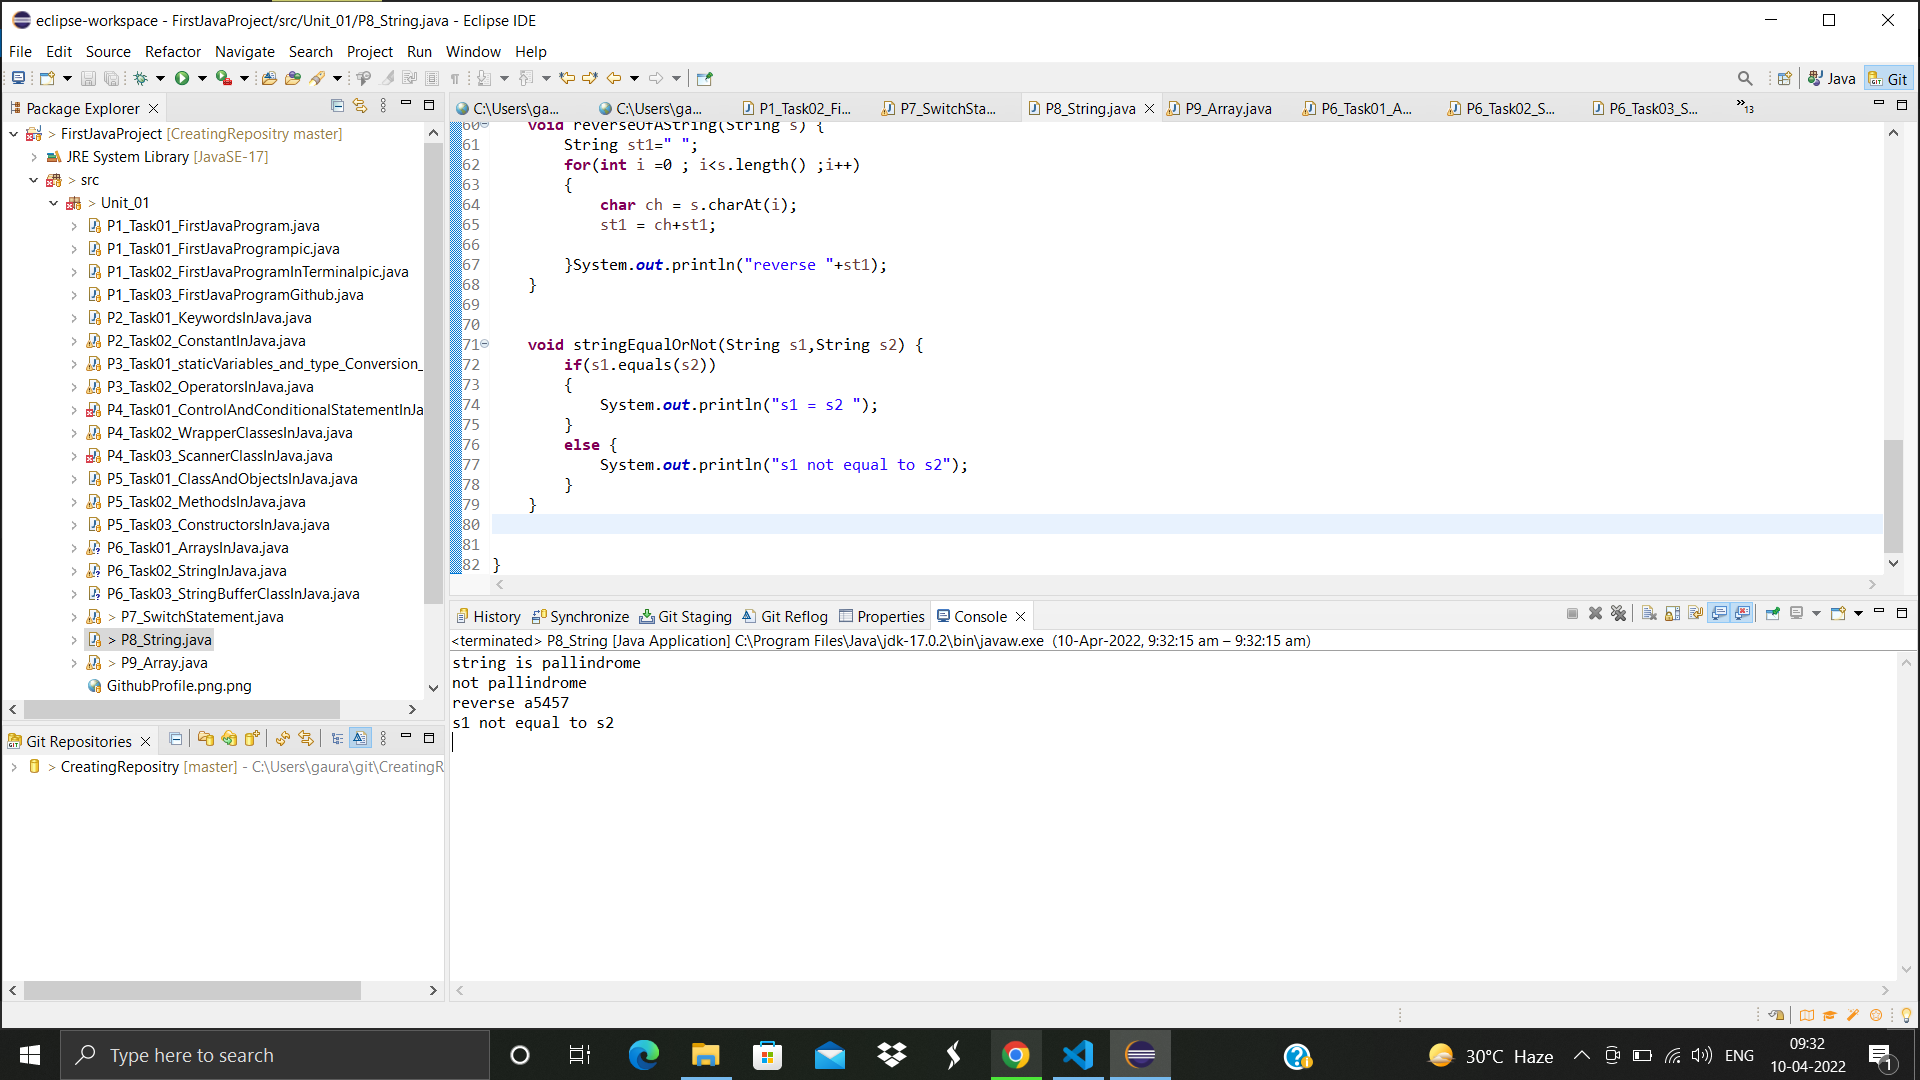 eclipse-workspace - FirstJavaProject/src/Unit_01/P8_String.java - Eclipse IDE
File Edit Source Refactor Navigate Search Project Run Window Help
Java Git
Package Explorer
> FirstJavaProject [CreatingRepositry master]
JRE System Library [JavaSE-17]
> src
> Unit_01
P1_Task01_FirstJavaProgram.java
P1_Task01_FirstJavaProgrampic.java
P1_Task02_FirstJavaProgramInTerminalpic.java
P1_Task03_FirstJavaProgramGithub.java
P2_Task01_KeywordsInJava.java
P2_Task02_ConstantInJava.java
P3_Task01_staticVariables_and_type_Conversion_
P3_Task02_OperatorsInJava.java
P4_Task01_ControlAndConditionalStatementInJa
P4_Task02_WrapperClassesInJava.java
P4_Task03_ScannerClassInJava.java
P5_Task01_ClassAndObjectsInJava.java
P5_Task02_MethodsInJava.java
P5_Task03_ConstructorsInJava.java
P6_Task01_ArraysInJava.java
P6_Task02_StringInJava.java
P6_Task03_StringBufferClassInJava.java
> P7_SwitchStatement.java
> P8_String.java
> P9_Array.java
GithubProfile.png.png
Git Repositories
> CreatingRepositry [master] - C:\Users\gaura\git\CreatingR
C:\Users\ga... C:\Users\ga... P1_Task02_Fi... P7_SwitchSta... P8_String.java P9_Array.java P6_Task01_A... P6_Task02_S... P6_Task03_S... »13
60 void reverseOfAString(String s) {
61 String st1=" ";
62 for(int i =0 ; i<s.length() ;i++)
63 {
64 char ch = s.charAt(i);
65 st1 = ch+st1;
66
67 }System.out.println("reverse "+st1);
68 }
69
70
71 void stringEqualOrNot(String s1,String s2) {
72 if(s1.equals(s2))
73 {
74 System.out.println("s1 = s2 ");
75 }
76 else {
77 System.out.println("s1 not equal to s2");
78 }
79 }
80
81
82 }
History Synchronize Git Staging Git Reflog Properties Console
<terminated> P8_String [Java Application] C:\Program Files\Java\jdk-17.0.2\bin\javaw.exe (10-Apr-2022, 9:32:15 am – 9:32:15 am)
string is pallindrome
not pallindrome
reverse a5457
s1 not equal to s2
Type here to search
30°C Haze
ENG
09:32
10-04-2022
1